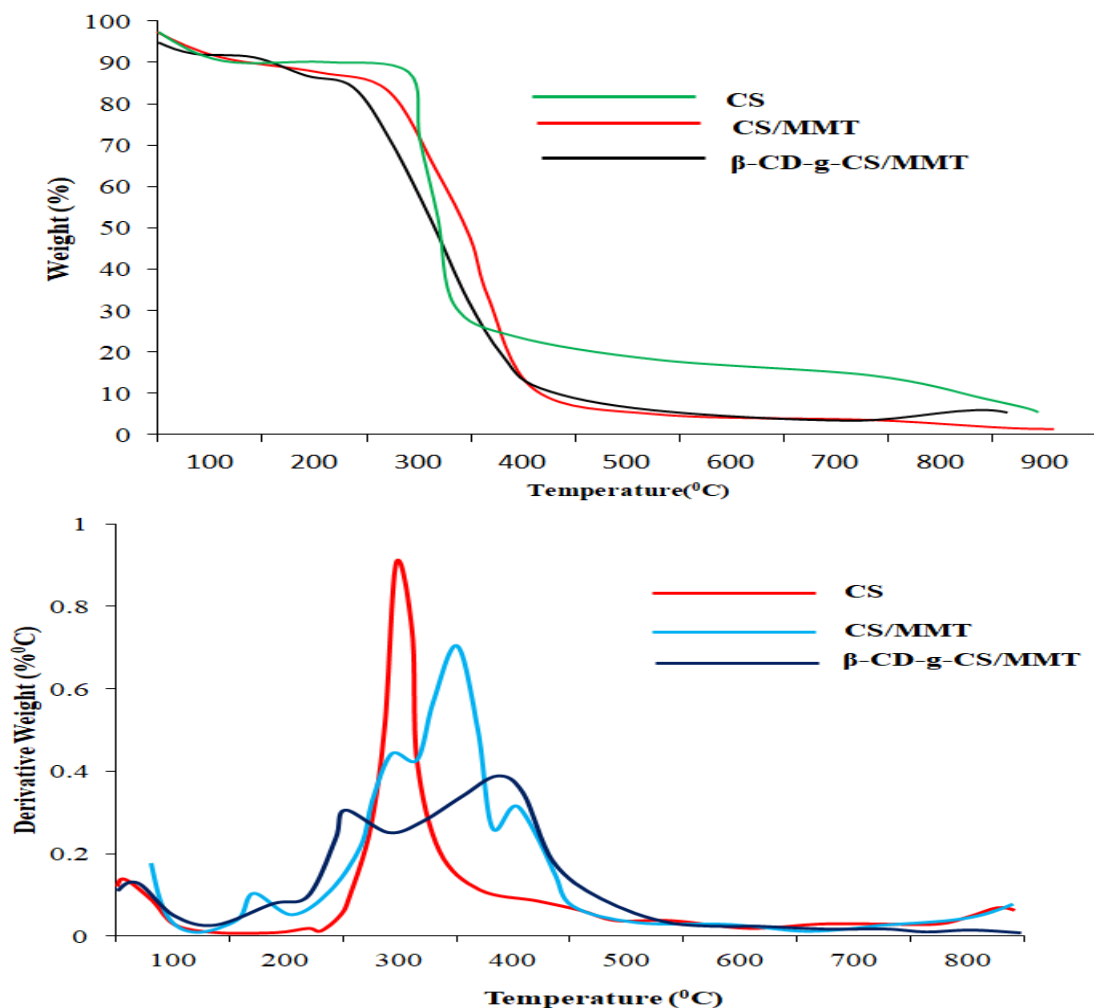 100
90
80
70
60
50
40
30
20
10
0
Weight (%)
CS
CS/MMT
β-CD-g-CS/MMT
100 200 300 400 500 600 700 800 900
Temperature(⁰C)
1
0.8
0.6
0.4
0.2
0
Derivative Weight (%⁰C)
CS
CS/MMT
β-CD-g-CS/MMT
100 200 300 400 500 600 700 800
Temperature (⁰C)